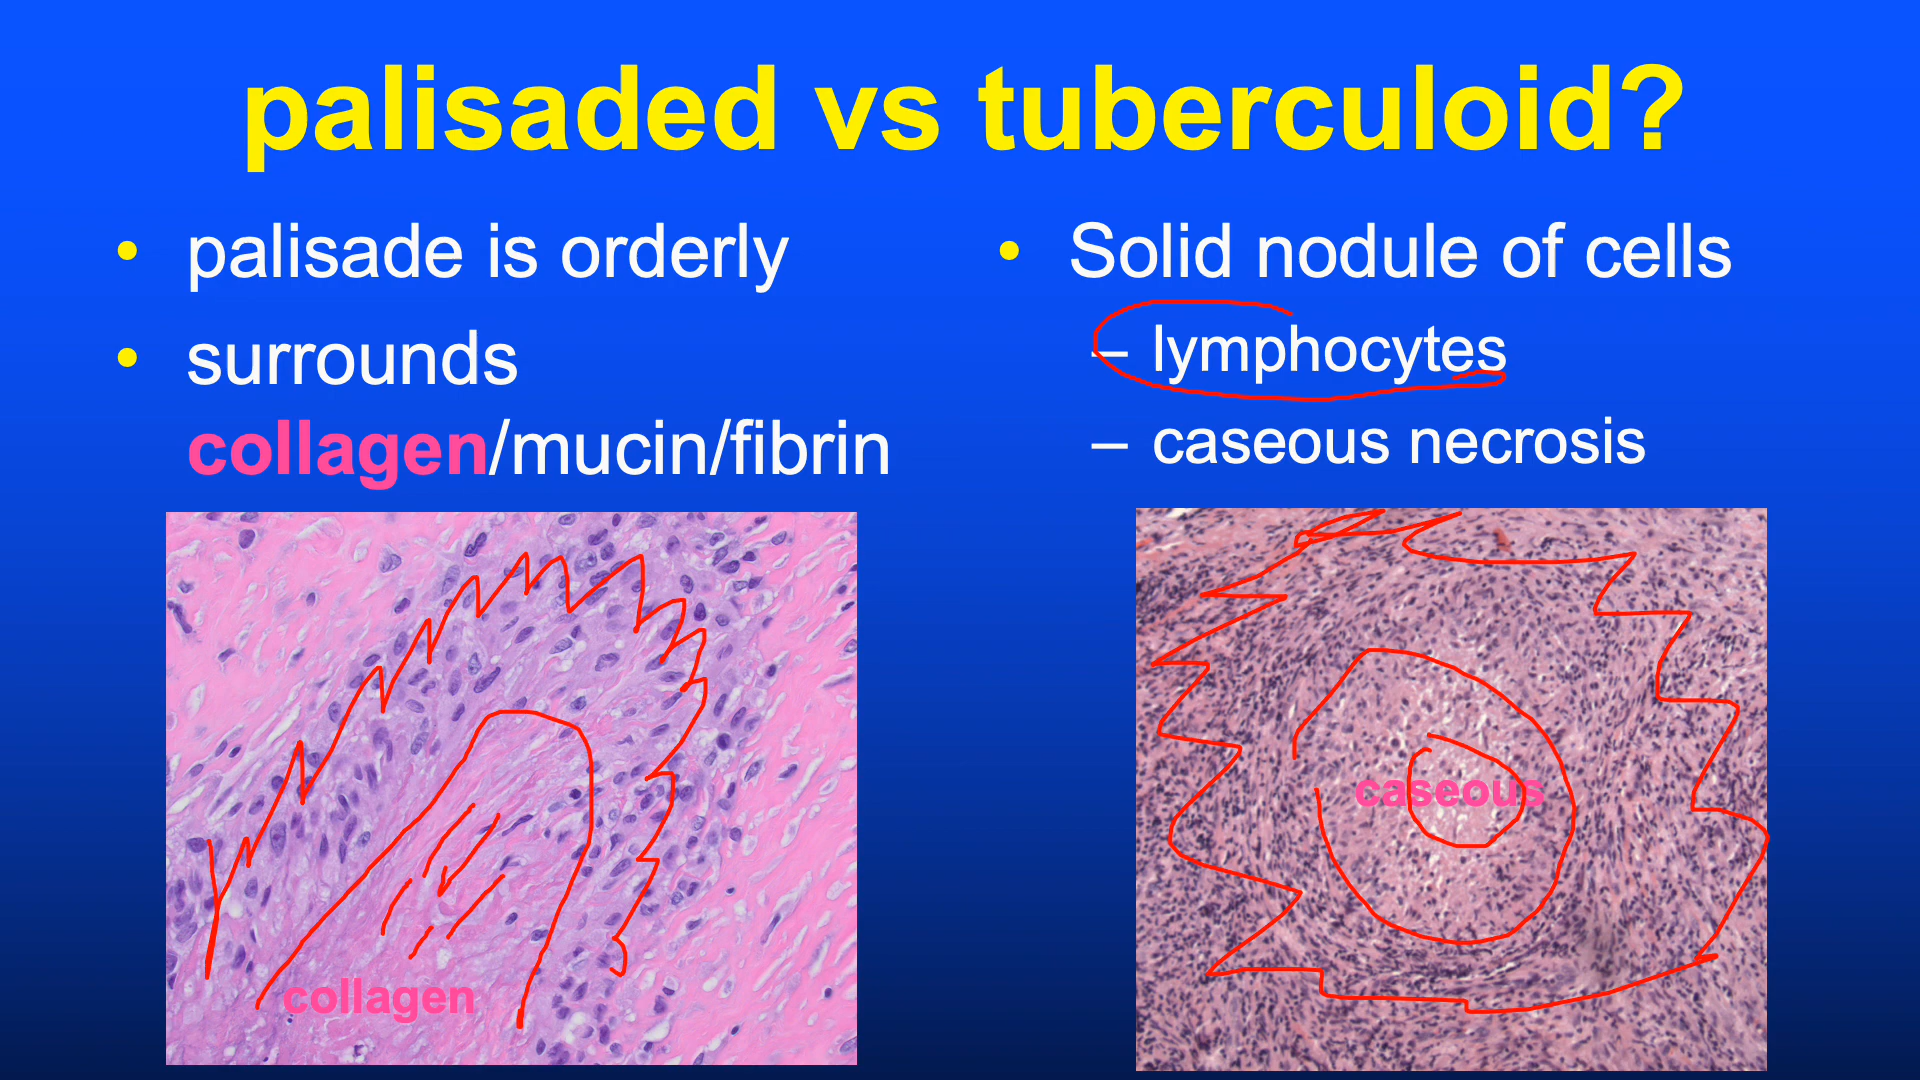 palisaded vs tuberculoid?
• palisade is orderly
• surrounds
collagen/mucin/fibrin
• Solid nodule of cells
– lymphocytes
– caseous necrosis
collagen
caseous